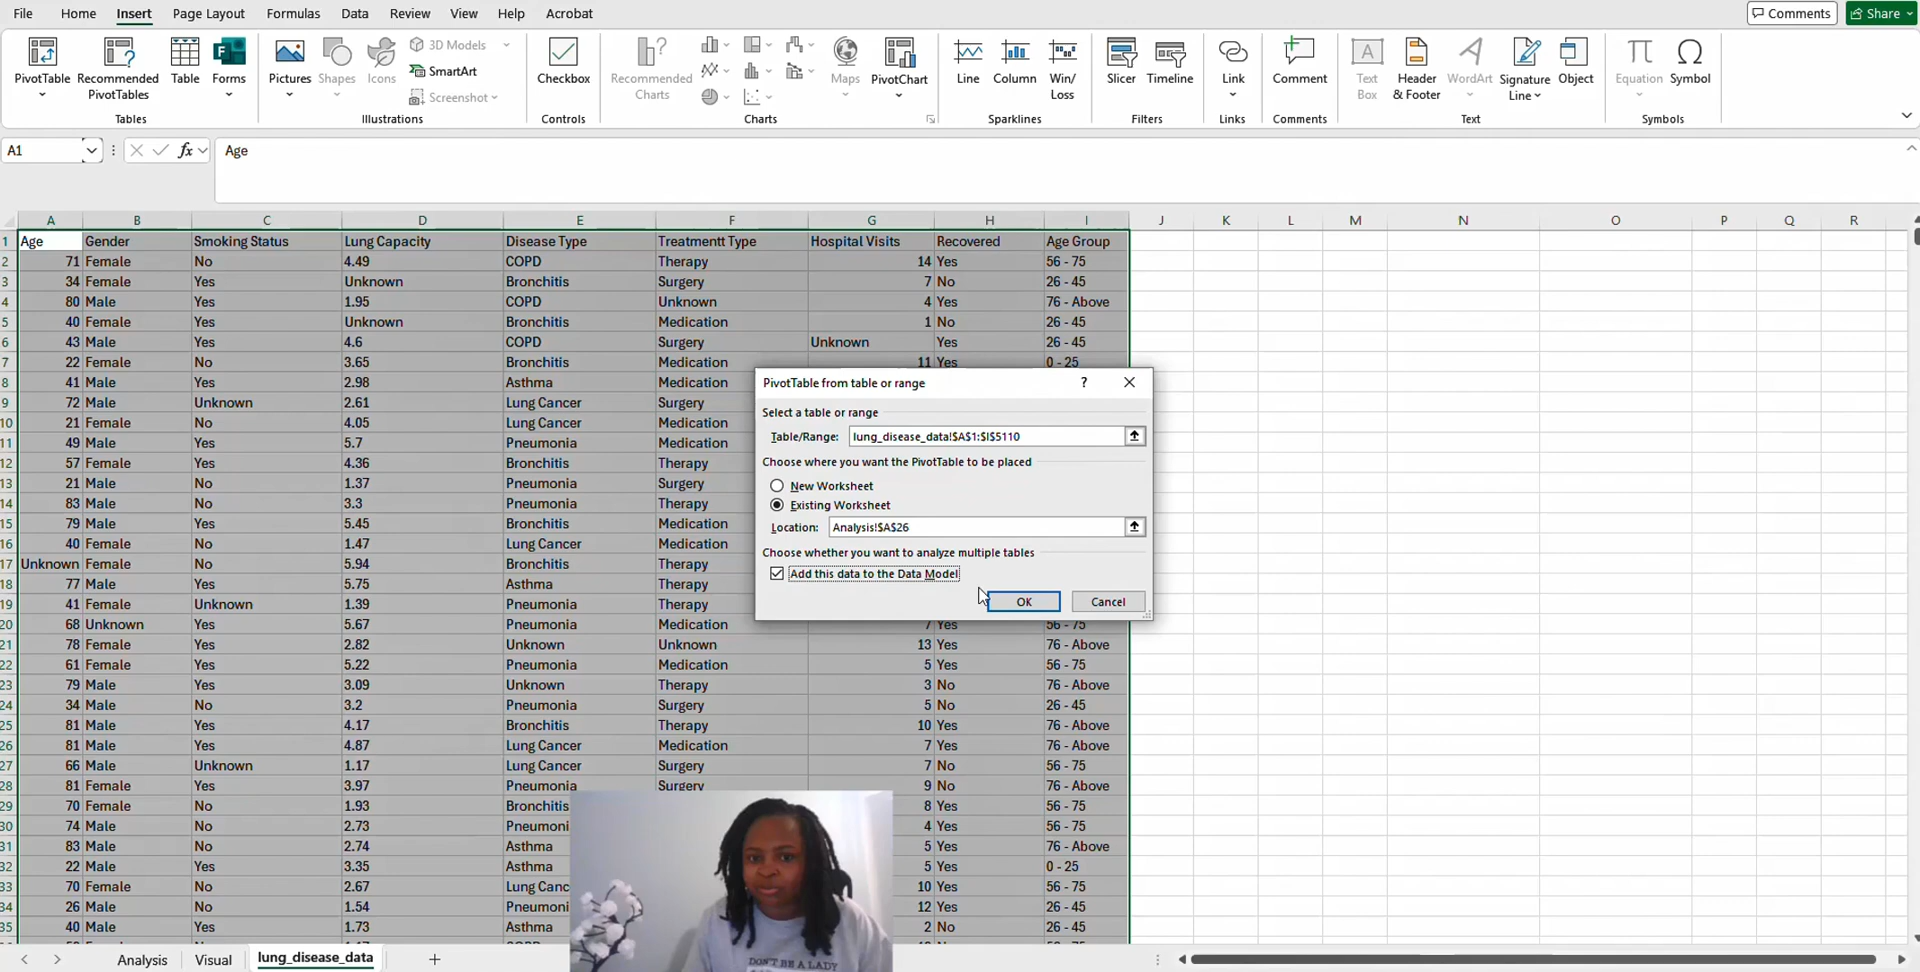 File Home Insert Page Layout Formulas Data Review View Help Acrobat Comments Share
PivotTable Recommended PivotTables Table Forms Pictures Shapes Icons 3D Models SmartArt Screenshot Checkbox Recommended Charts Maps PivotChart Line Column Win/Loss Slicer Timeline Link Comment Text Box Header & Footer WordArt Signature Line Object Equation Symbol
Tables Illustrations Controls Charts Sparklines Filters Links Comments Text Symbols
A1 fx Age
A B C D E F G H I J K L M N O P Q R
1 Age Gender Smoking Status Lung Capacity Disease Type Treatmentt Type Hospital Visits Recovered Age Group
2 71 Female No 4.49 COPD Therapy 14 Yes 56 - 75
3 34 Female Yes Unknown Bronchitis Surgery 7 No 26 - 45
4 80 Male Yes 1.95 COPD Unknown 4 Yes 76 - Above
5 40 Female Yes Unknown Bronchitis Medication 1 No 26 - 45
6 43 Male Yes 4.6 COPD Surgery Unknown Yes 26 - 45
7 22 Female No 3.65 Bronchitis Medication 11 Yes 0 - 25
8 41 Male Yes 2.98 Asthma Medication
9 72 Male Unknown 2.61 Lung Cancer Surgery
10 21 Female No 4.05 Lung Cancer Medication
11 49 Male Yes 5.7 Pneumonia Medication
12 57 Female Yes 4.36 Bronchitis Therapy
13 21 Male No 1.37 Pneumonia Surgery
14 83 Male No 3.3 Pneumonia Therapy
15 79 Male Yes 5.45 Bronchitis Medication
16 40 Female No 1.47 Lung Cancer Medication
17 Unknown Female No 5.94 Bronchitis Therapy
18 77 Male Yes 5.75 Asthma Therapy
19 41 Female Unknown 1.39 Pneumonia Therapy
20 68 Unknown Yes 5.67 Pneumonia Medication 7 Yes 56 - 75
21 78 Female Yes 2.82 Unknown Unknown 13 Yes 76 - Above
22 61 Female Yes 5.22 Pneumonia Medication 5 Yes 56 - 75
23 79 Male Yes 3.09 Unknown Therapy 3 No 76 - Above
24 34 Male No 3.2 Pneumonia Surgery 5 No 26 - 45
25 81 Male Yes 4.17 Bronchitis Therapy 10 Yes 76 - Above
26 81 Male Yes 4.87 Lung Cancer Medication 7 Yes 76 - Above
27 66 Male Unknown 1.17 Lung Cancer Surgery 7 No 56 - 75
28 81 Female Yes 3.97 Pneumonia Surgery 9 No 76 - Above
29 70 Female No 1.93 Bronchitis 8 Yes 56 - 75
30 74 Male No 2.73 Pneumoni 4 Yes 56 - 75
31 83 Male No 2.74 Asthma 5 Yes 76 - Above
32 22 Male Yes 3.35 Asthma 5 Yes 0 - 25
33 70 Female No 2.67 Lung Canc 10 Yes 56 - 75
34 26 Male No 1.54 Pneumoni 12 Yes 26 - 45
35 40 Male Yes 1.73 Asthma 2 No 26 - 45
PivotTable from table or range ?
Select a table or range
Table/Range: lung_disease_data!$A$1:$I$5110
Choose where you want the PivotTable to be placed
New Worksheet
Existing Worksheet
Location: Analysis!$A$26
Choose whether you want to analyze multiple tables
Add this data to the Data Model
OK Cancel
DON'T BE A LADY
Analysis Visual lung_disease_data +